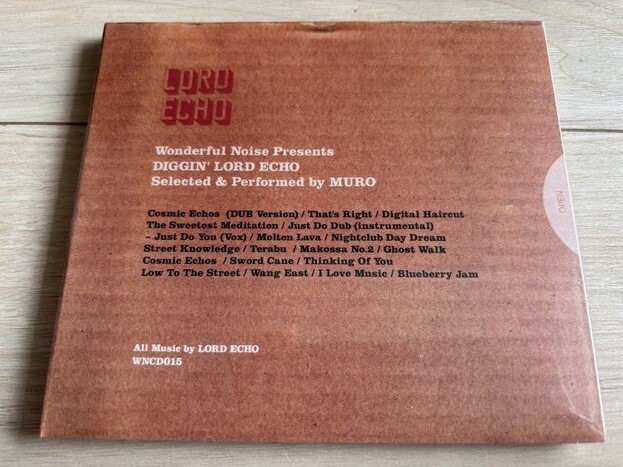 LORD
ECHO
Wonderful Noise Presents
DIGGIN' LORD ECHO
Selected & Performed by MURO
Cosmic Echos (DUB Version) / That's Right / Digital Haircut
The Sweetest Meditation / Just Do Dub (instrumental)
~ Just Do You (Vox) / Molten Lava / Nightclub Day Dream
Street Knowledge / Terabu / Makossa No.2 / Ghost Walk
Cosmic Echos / Sword Cane / Thinking Of You
Low To The Street / Wang East / I Love Music / Blueberry Jam
All Music by LORD ECHO
WNCD015
OPEN